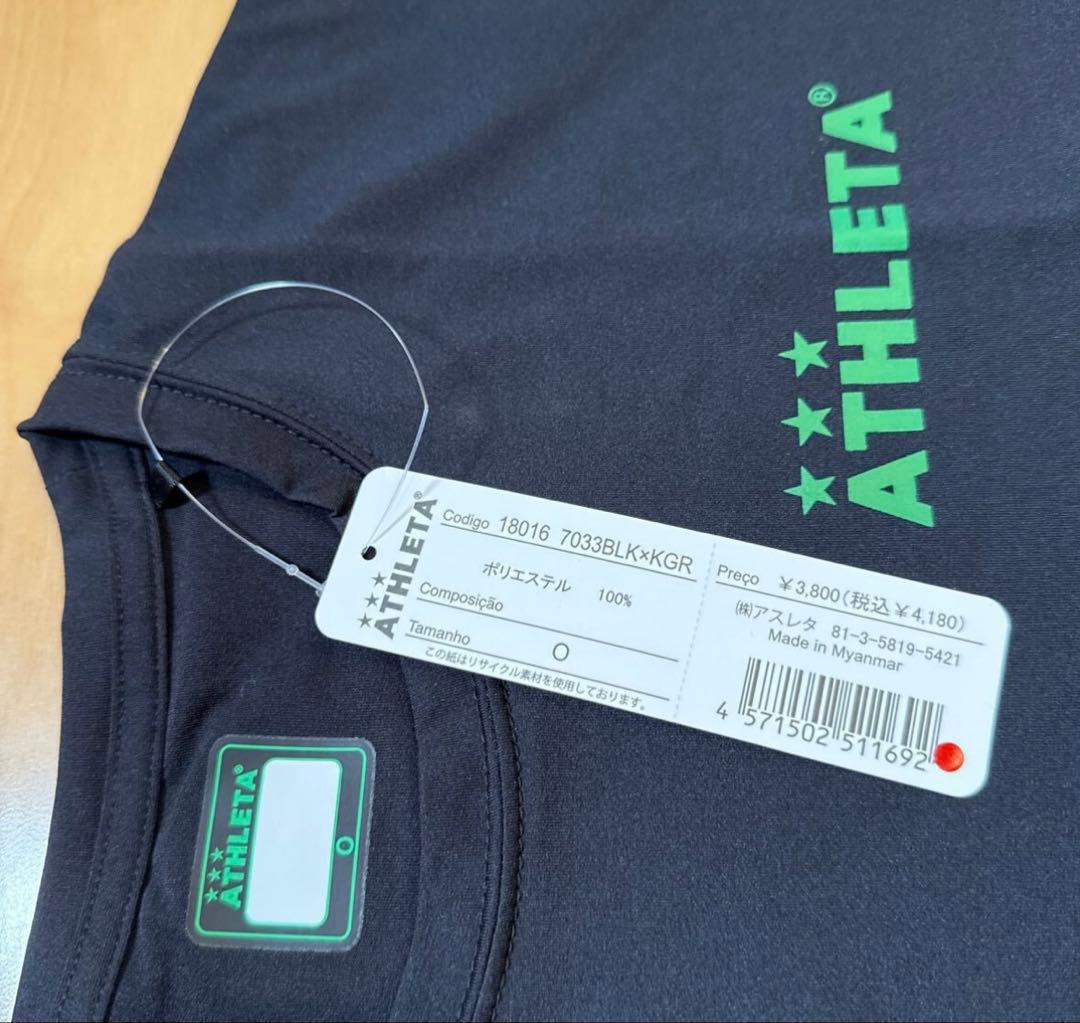 ATHLETA®
ATHLETA®
Codigo 18016 7033BLK×KGR
ポリエステル 100%
Composição
Tamanho O
この紙はリサイクル素材を使用しております。
Preço ￥3,800(税込￥4,180)
㈱アスレタ 81-3-5819-5421
Made in Myanmar
4 571502 511692
ATHLETA®
O